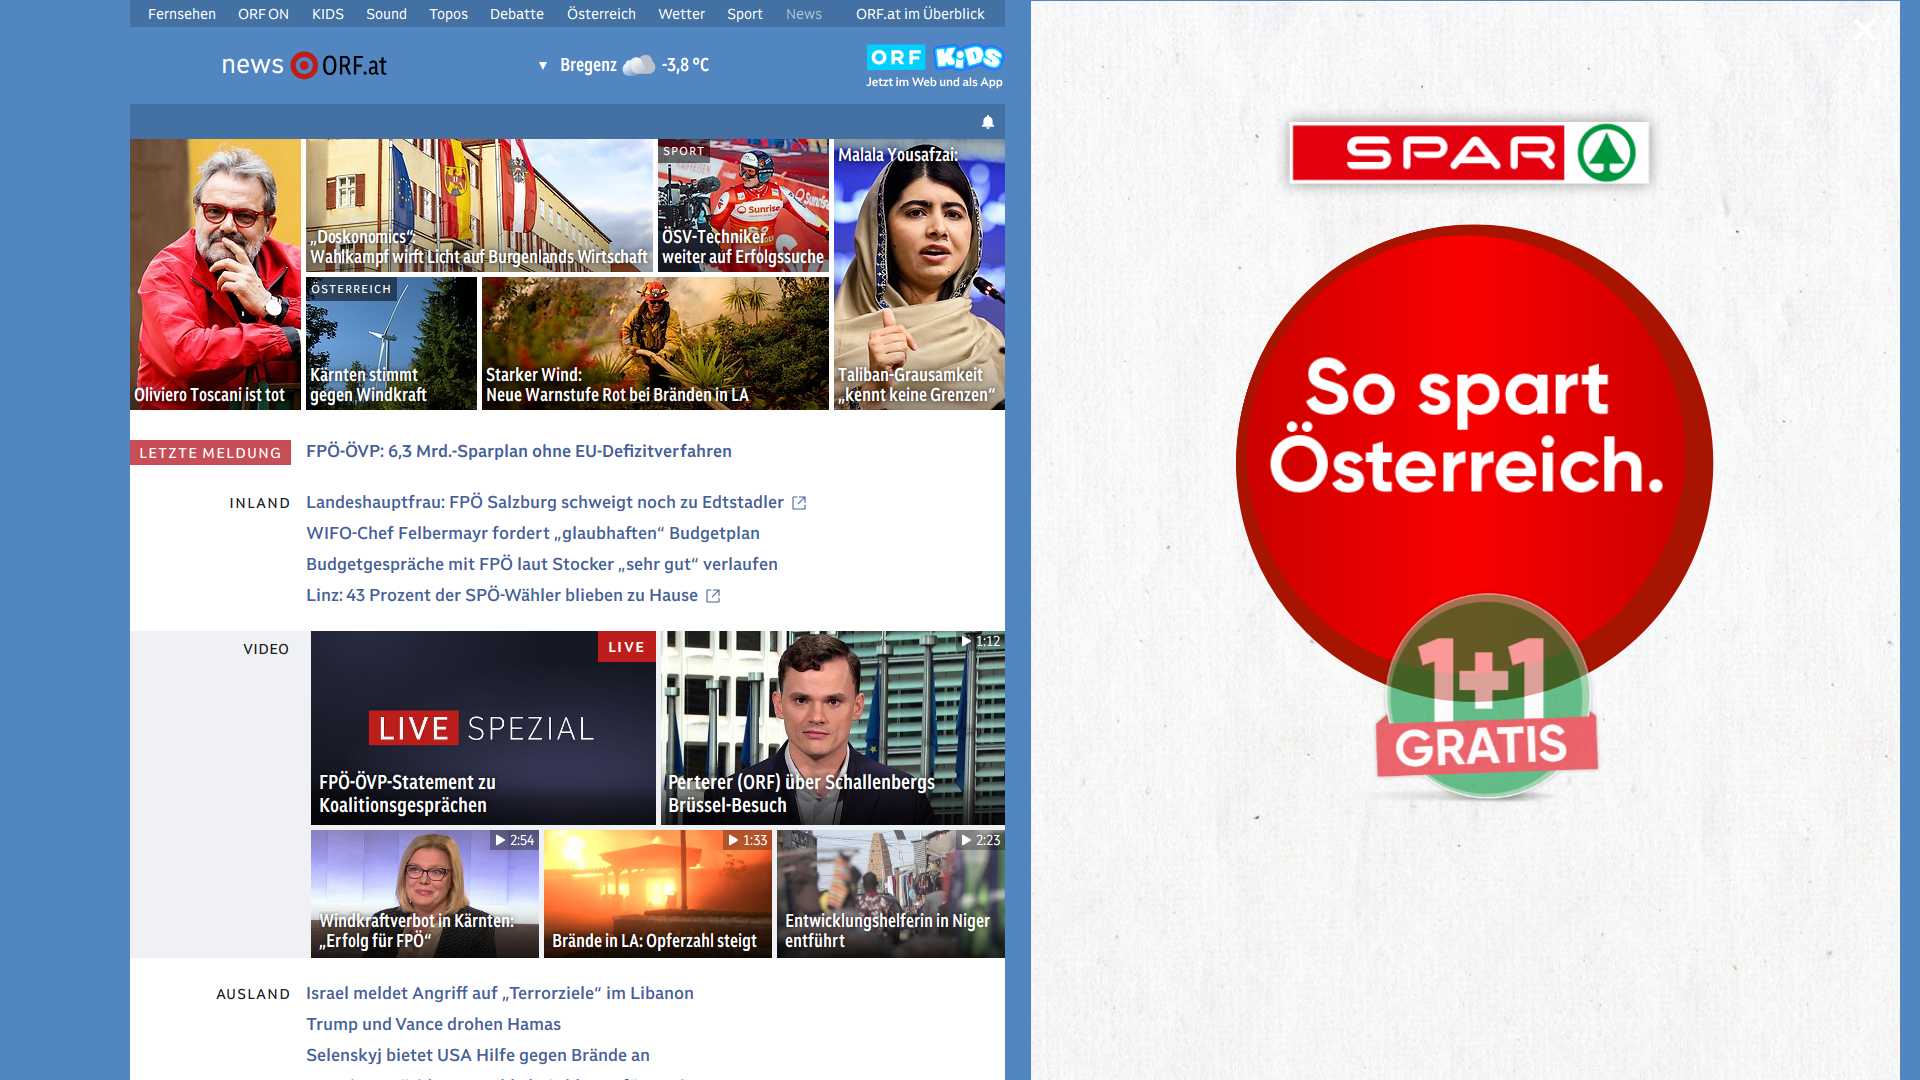 Fernsehen ORF ON KIDS Sound Topos Debatte Österreich Wetter Sport News ORF.at im Überblick
news ORF.at
▼ Bregenz -3,8 °C
ORF KiDS
Jetzt im Web und als App
Oliviero Toscani ist tot
„Doskonomics“:
Wahlkampf wirft Licht auf Burgenlands Wirtschaft
SPORT
Sunrise
ÖSV-Techniker
weiter auf Erfolgssuche
Malala Yousafzai:
Taliban-Grausamkeit
„kennt keine Grenzen“
ÖSTERREICH
Kärnten stimmt
gegen Windkraft
Starker Wind:
Neue Warnstufe Rot bei Bränden in LA
LETZTE MELDUNG
FPÖ-ÖVP: 6,3 Mrd.-Sparplan ohne EU-Defizitverfahren
INLAND
Landeshauptfrau: FPÖ Salzburg schweigt noch zu Edtstadler
WIFO-Chef Felbermayr fordert „glaubhaften“ Budgetplan
Budgetgespräche mit FPÖ laut Stocker „sehr gut“ verlaufen
Linz: 43 Prozent der SPÖ-Wähler blieben zu Hause
VIDEO
LIVE
LIVE SPEZIAL
FPÖ-ÖVP-Statement zu
Koalitionsgesprächen
1:12
Perterer (ORF) über Schallenbergs
Brüssel-Besuch
2:54
Windkraftverbot in Kärnten:
„Erfolg für FPÖ“
1:33
Brände in LA: Opferzahl steigt
2:23
Entwicklungshelferin in Niger
entführt
AUSLAND
Israel meldet Angriff auf „Terrorziele“ im Libanon
Trump und Vance drohen Hamas
Selenskyj bietet USA Hilfe gegen Brände an
SPAR
So spart
Österreich.
1+1
GRATIS